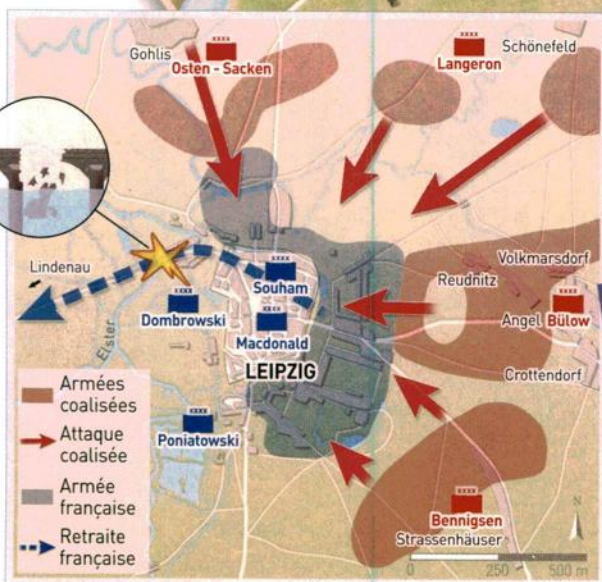 Gohlis
Osten - Sacken
Langeron
Schönefeld
Lindenau
Elster
Souham
Dombrowski
Macdonald
LEIPZIG
Poniatowski
Reudnitz
Volkmarsdorf
Angel
Bülow
Crottendorf
Bennigsen
Strassenhäuser
N
0 250 500 m
Armées
coalisées
Attaque
coalisée
Armée
française
Retraite
française